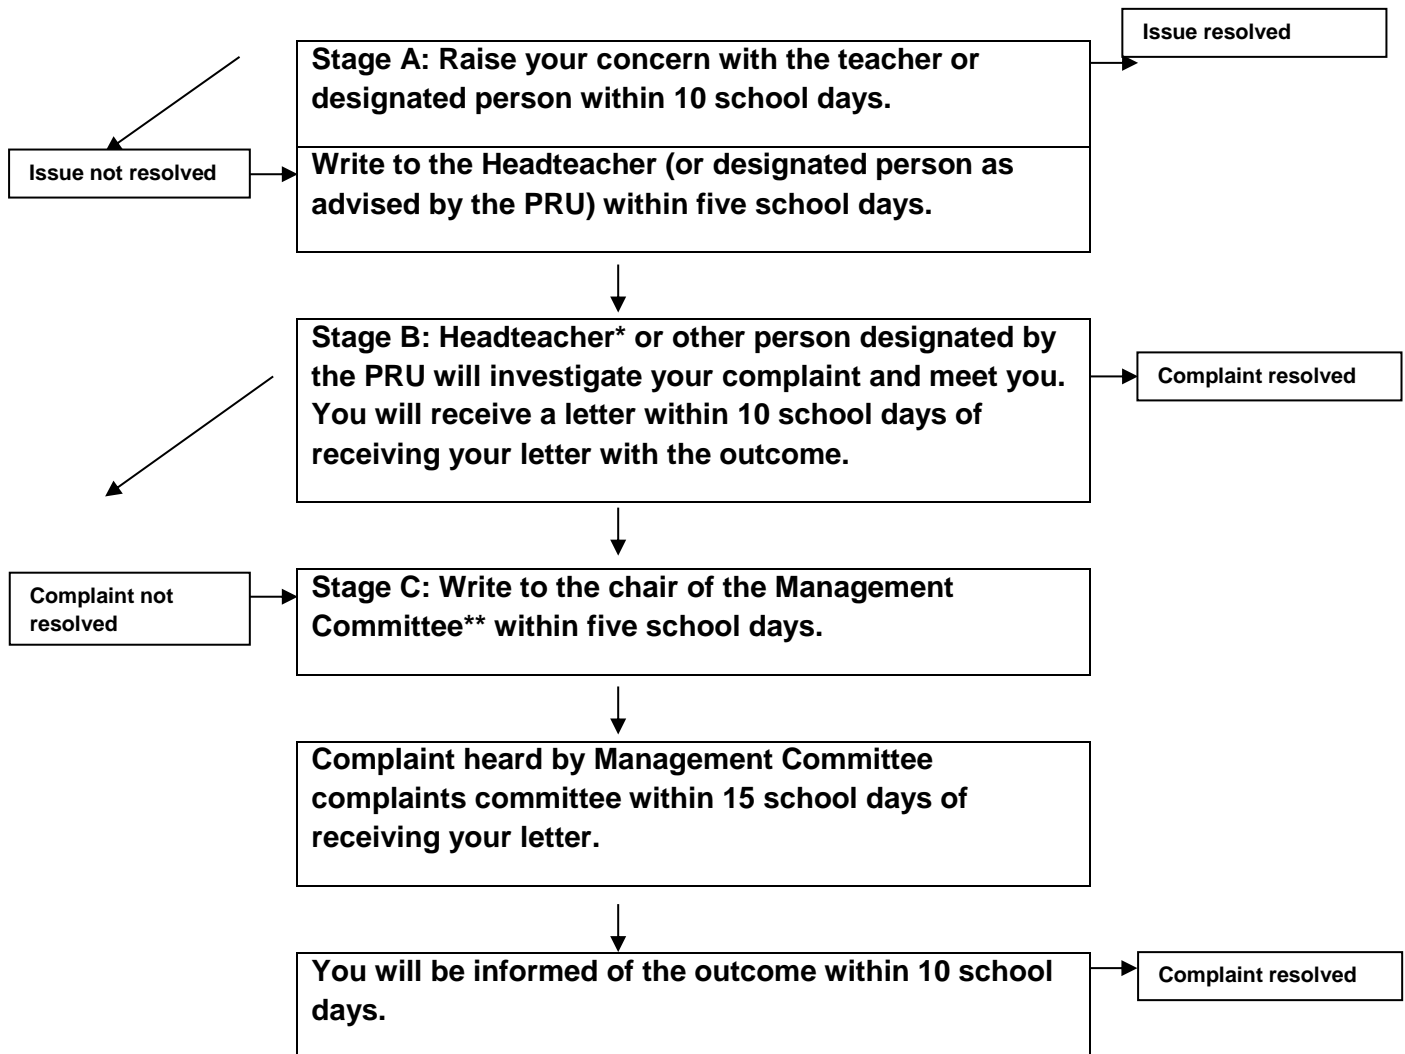 Issue resolved
Stage A: Raise your concern with the teacher or
designated person within 10 school days.
Issue not resolved
Write to the Headteacher (or designated person as
advised by the PRU) within five school days.
Stage B: Headteacher* or other person designated by
the PRU will investigate your complaint and meet you.
You will receive a letter within 10 school days of
receiving your letter with the outcome.
Complaint resolved
Complaint not
resolved
Stage C: Write to the chair of the Management
Committee** within five school days.
Complaint heard by Management Committee
complaints committee within 15 school days of
receiving your letter.
You will be informed of the outcome within 10 school
days.
Complaint resolved